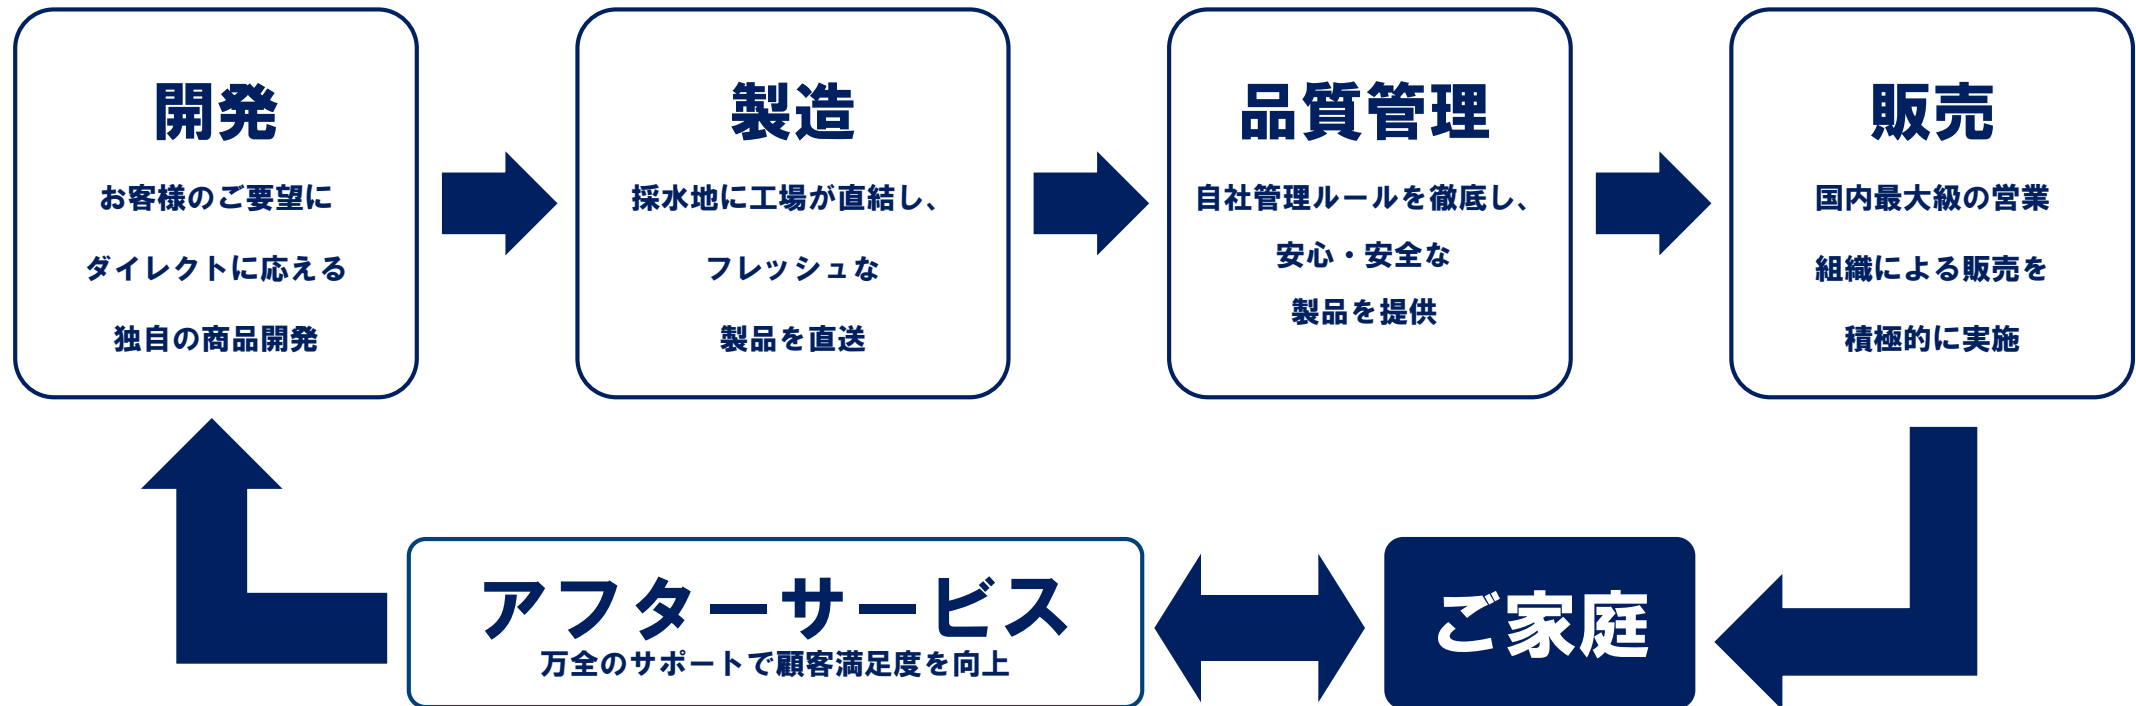 開発
お客様のご要望に
ダイレクトに応える
独自の商品開発
製造
採水地に工場が直結し、
フレッシュな
製品を直送
品質管理
自社管理ルールを徹底し、
安心・安全な
製品を提供
販売
国内最大級の営業
組織による販売を
積極的に実施
アフターサービス
万全のサポートで顧客満足度を向上
ご家庭